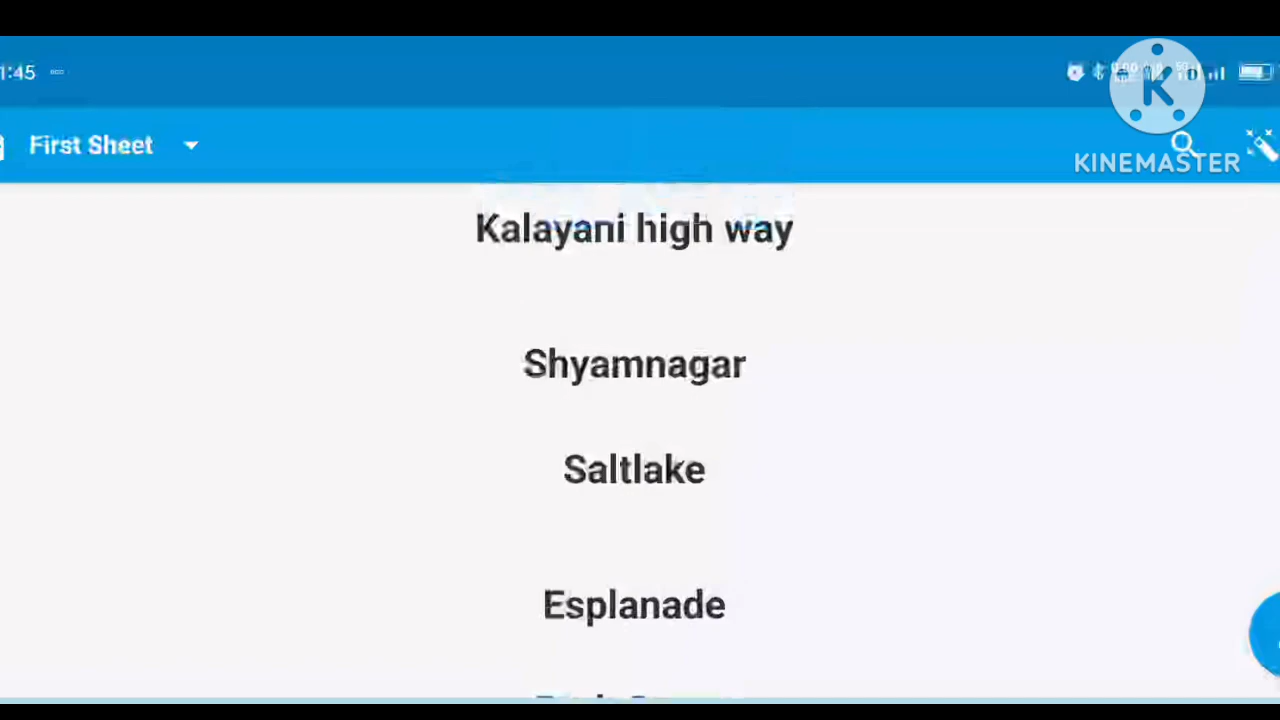 1:45
First Sheet
K
KINEMASTER
Kalayani high way
Shyamnagar
Saltlake
Esplanade